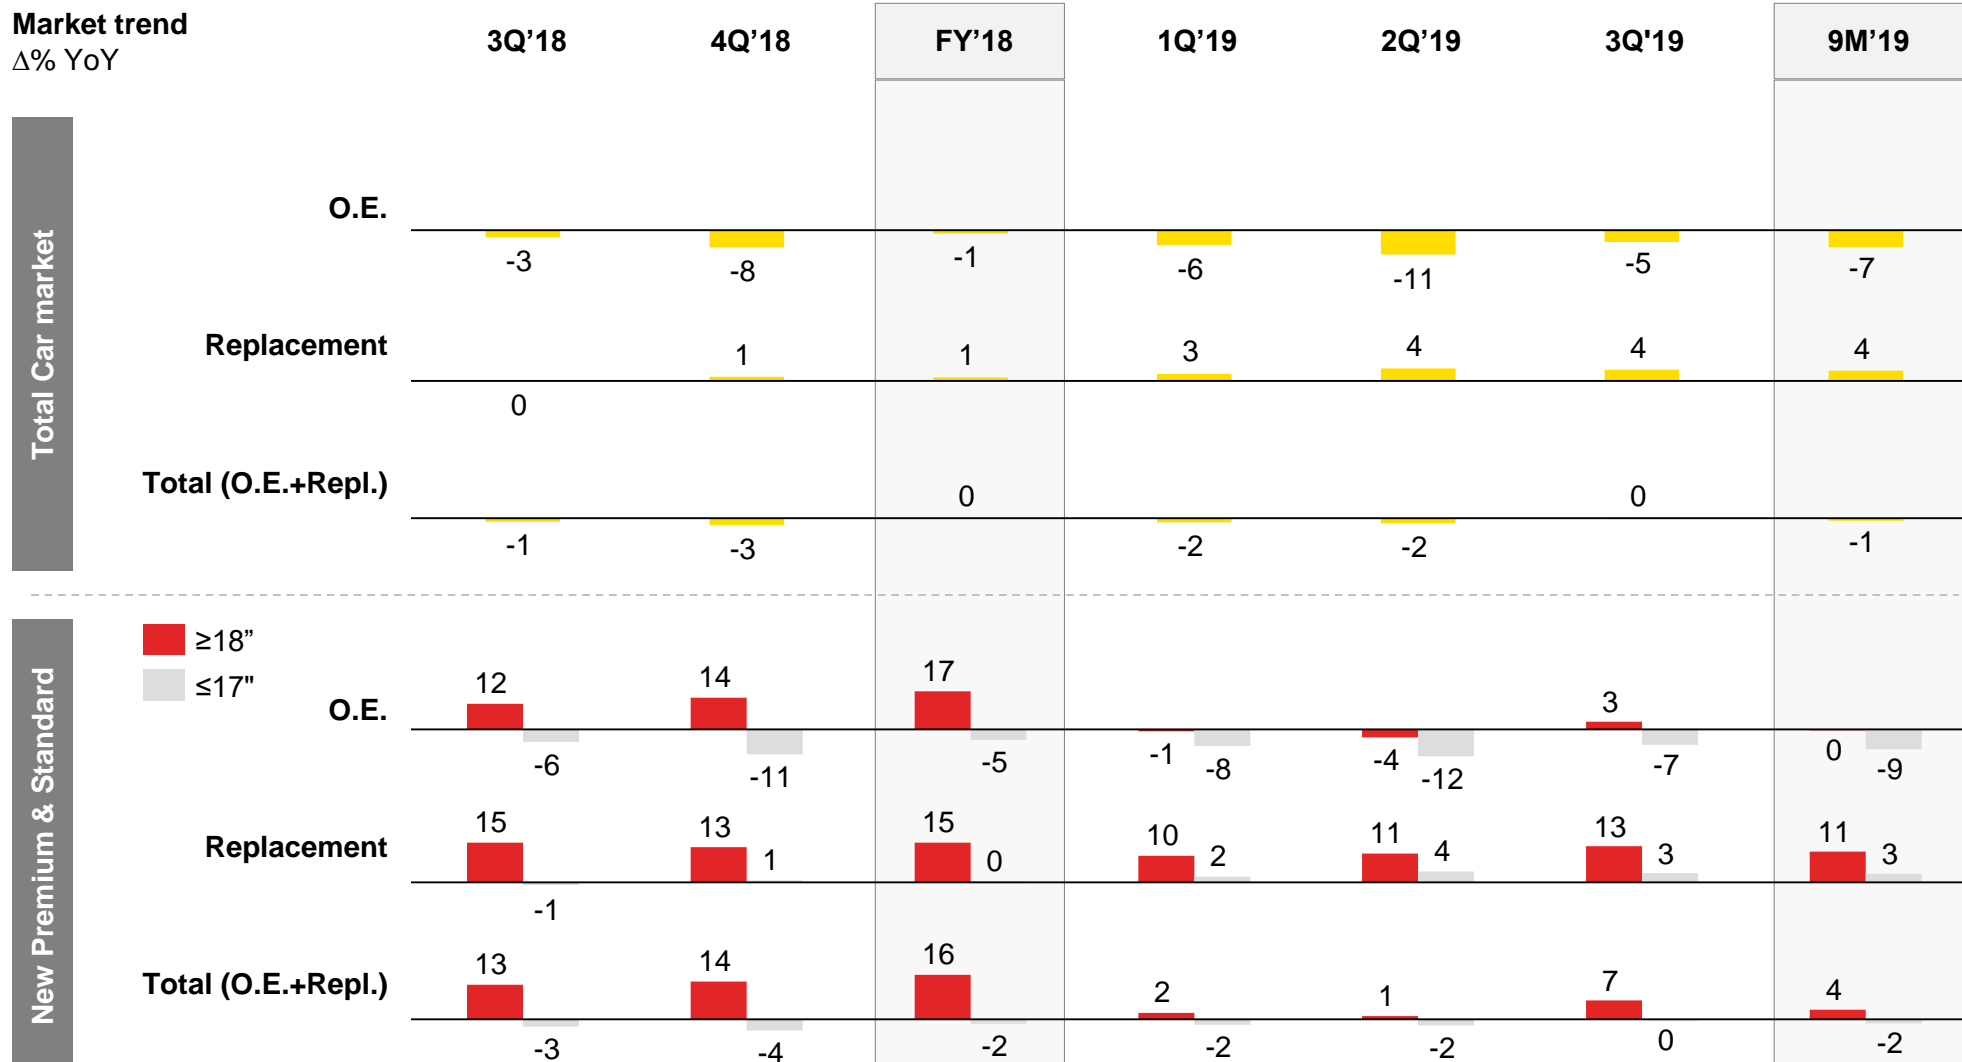 Market trend
Δ% YoY
3Q’18 4Q’18 FY’18 1Q’19 2Q’19 3Q'19 9M’19
Total Car market
O.E.
-3 -8 -1 -6 -11 -5 -7
Replacement
0 1 1 3 4 4 4
Total (O.E.+Repl.)
-1 -3 0 -2 -2 0 -1
New Premium & Standard
≥18”
≤17"
O.E.
12 -6 14 -11 17 -5 -1 -8 -4 -12 3 -7 0 -9
Replacement
15 -1 13 1 15 0 10 2 11 4 13 3 11 3
Total (O.E.+Repl.)
13 -3 14 -4 16 -2 2 -2 1 -2 7 0 4 -2